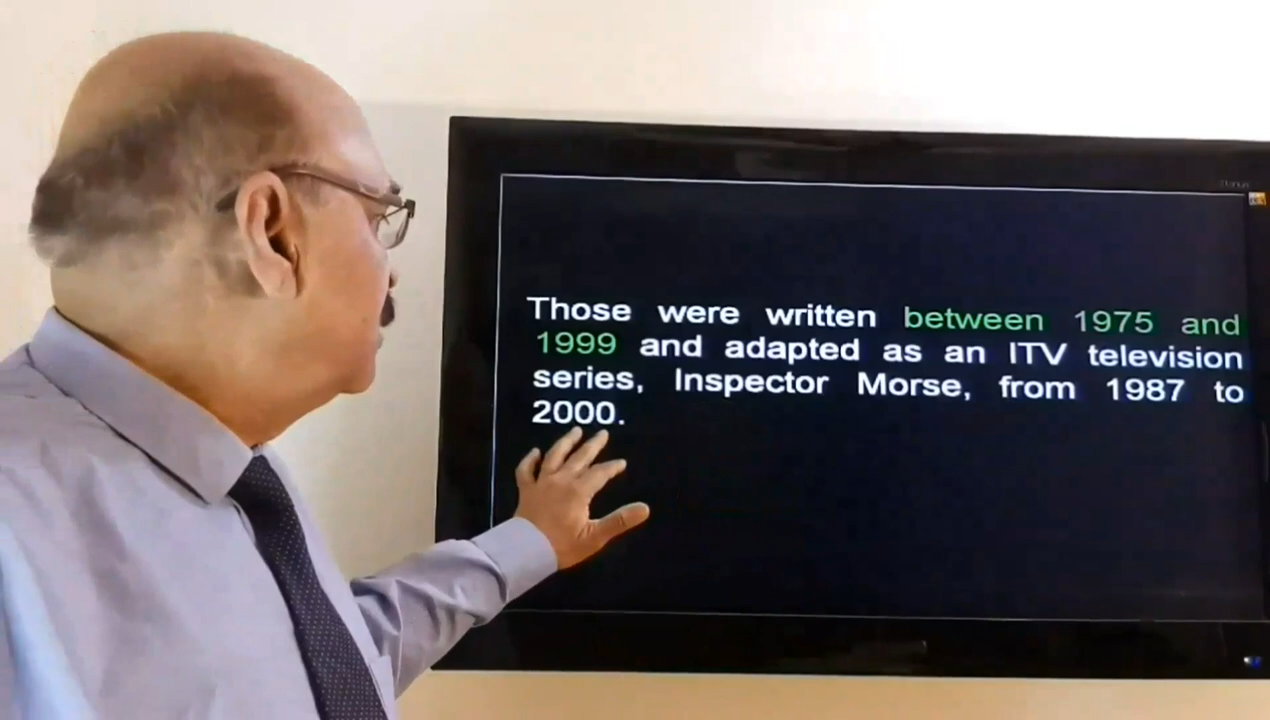 Those were written between 1975 and
1999 and adapted as an ITV television
series, Inspector Morse, from 1987 to
2000.